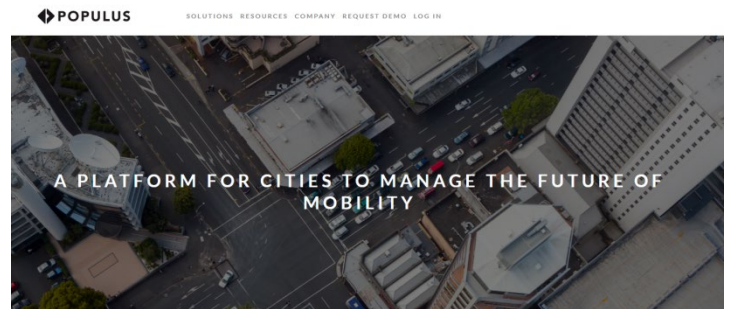 POPULUS
SOLUTIONS RESOURCES COMPANY REQUEST DEMO LOG IN
A PLATFORM FOR CITIES TO MANAGE THE FUTURE OF
MOBILITY